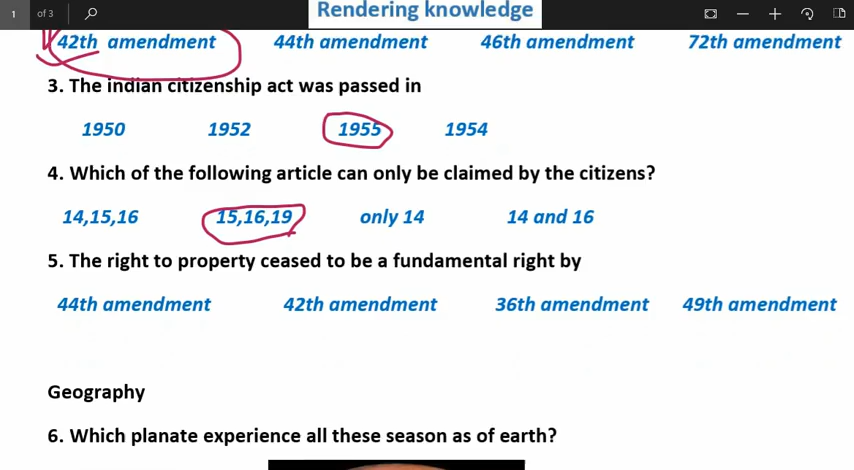 1 of 3
Rendering knowledge
42th amendment 44th amendment 46th amendment 72th amendment
3. The indian citizenship act was passed in
1950 1952 1955 1954
4. Which of the following article can only be claimed by the citizens?
14,15,16 15,16,19 only 14 14 and 16
5. The right to property ceased to be a fundamental right by
44th amendment 42th amendment 36th amendment 49th amendment
Geography
6. Which planate experience all these season as of earth?